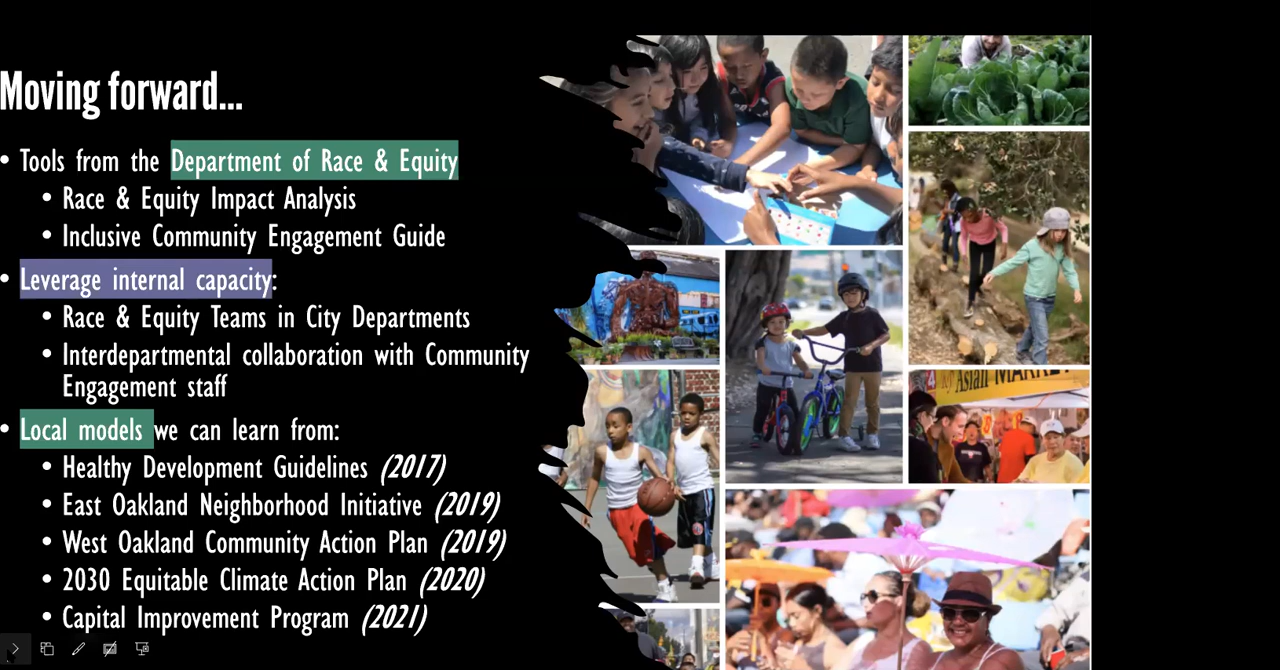 Moving forward...
• Tools from the Department of Race & Equity
• Race & Equity Impact Analysis
• Inclusive Community Engagement Guide
• Leverage internal capacity:
• Race & Equity Teams in City Departments
• Interdepartmental collaboration with Community
Engagement staff
• Local models we can learn from:
• Healthy Development Guidelines (2017)
• East Oakland Neighborhood Initiative (2019)
• West Oakland Community Action Plan (2019)
• 2030 Equitable Climate Action Plan (2020)
• Capital Improvement Program (2021)
Asian MARKE